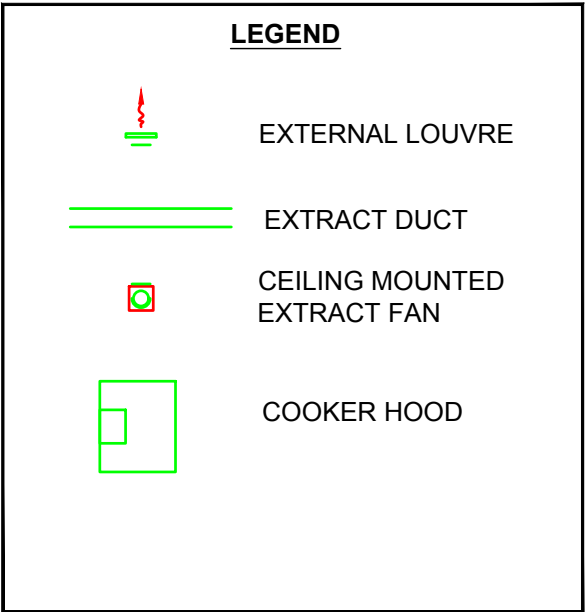 LEGEND
EXTERNAL LOUVRE
EXTRACT DUCT
CEILING MOUNTED
EXTRACT FAN
COOKER HOOD